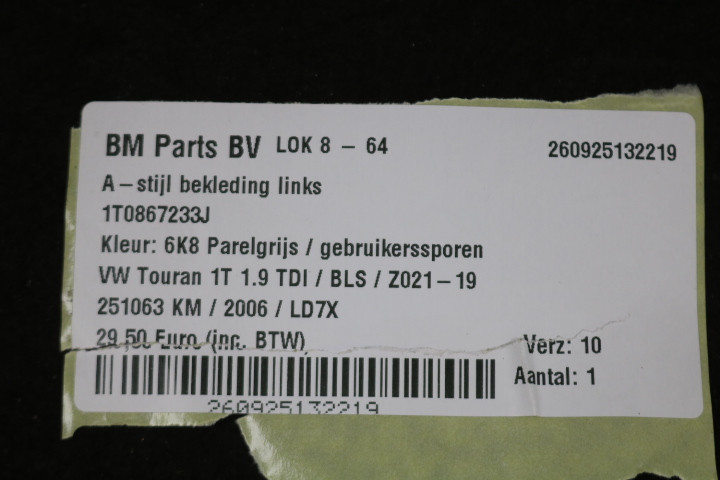 BM Parts BV LOK 8 - 64 260925132219
A-stijl bekleding links
1T0867233J
Kleur: 6K8 Parelgrijs / gebruikerssporen
VW Touran 1T 1.9 TDI / BLS / Z021-19
251063 KM / 2006 / LD7X
29,50 Euro (inc. BTW) Verz: 10
Aantal: 1
260925132219